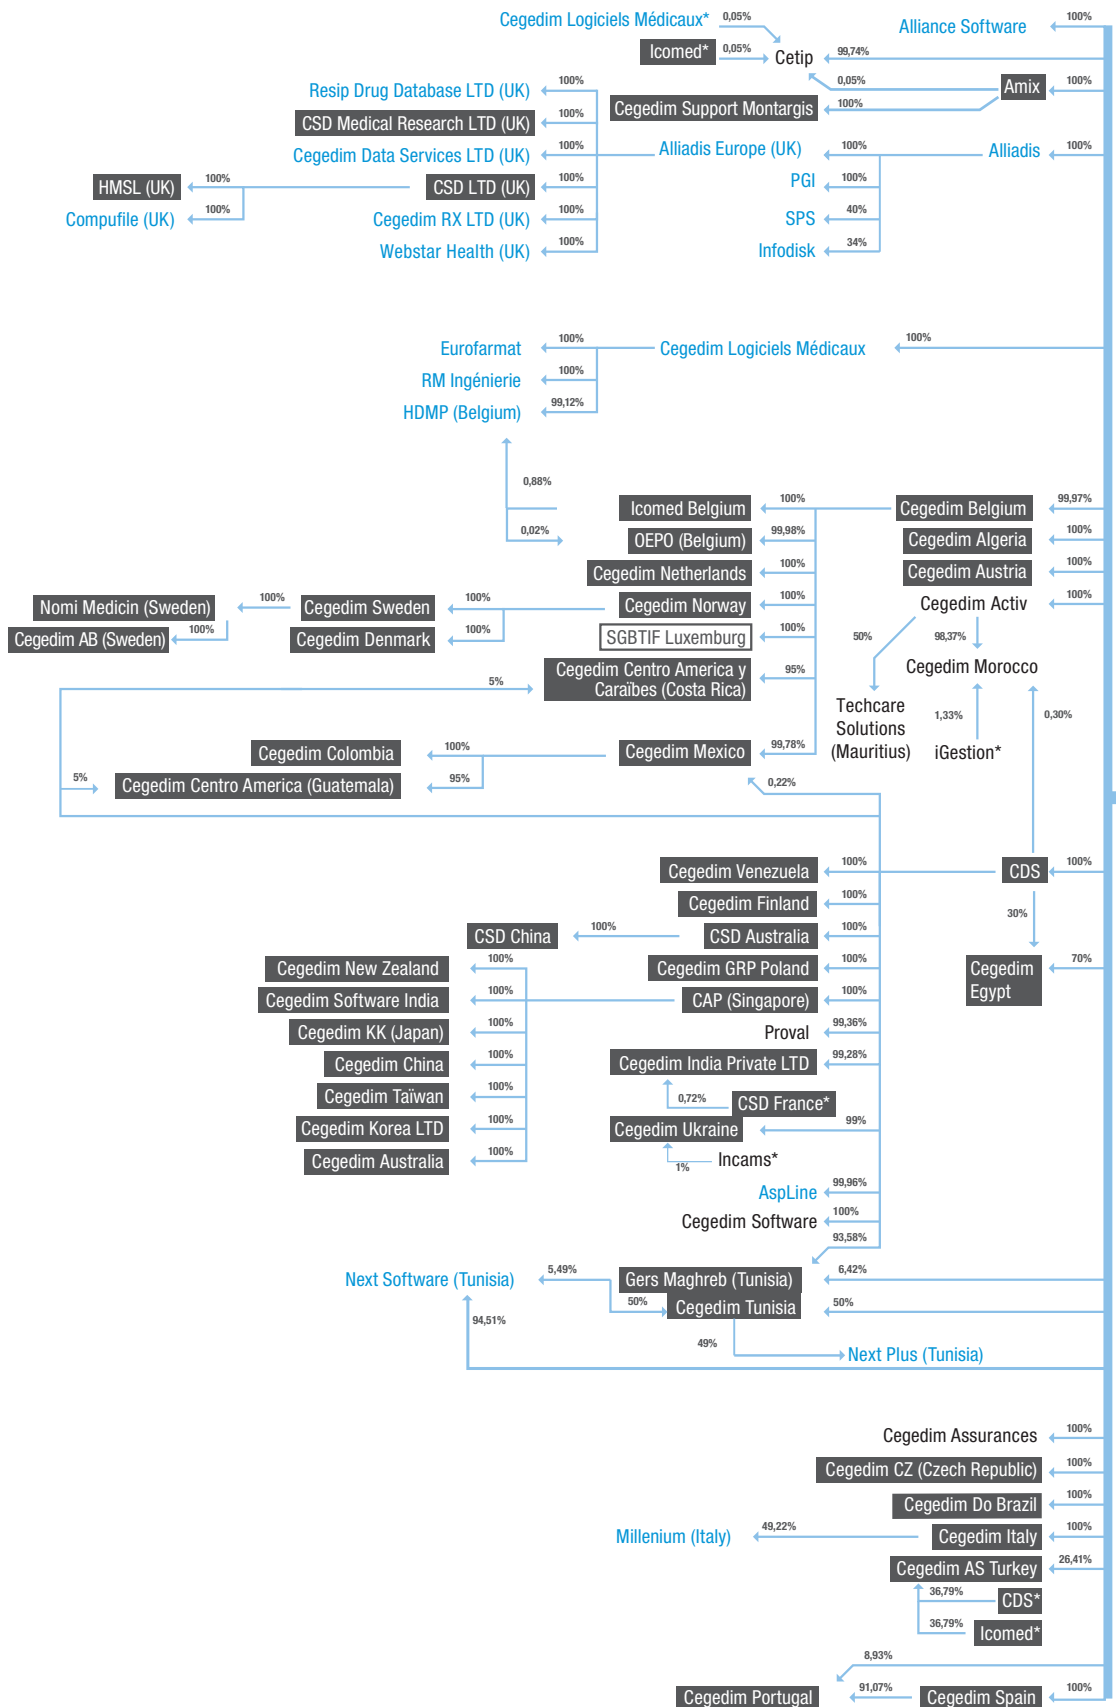 Cegedim Logiciels Médicaux* 0,05%
Alliance Software 100%
Icomed* 0,05% Cetip 99,74%
0,05% Amix 100%
Resip Drug Database LTD (UK) 100%
Cegedim Support Montargis 100%
CSD Medical Research LTD (UK) 100%
Cegedim Data Services LTD (UK) 100% Alliadis Europe (UK) 100% Alliadis 100%
HMSL (UK) 100% CSD LTD (UK) 100% PGI 100%
Compufile (UK) 100% Cegedim RX LTD (UK) 100% SPS 40%
Webstar Health (UK) 100% Infodisk 34%
Eurofarmat 100% Cegedim Logiciels Médicaux 100%
RM Ingénierie 100%
HDMP (Belgium) 99,12%
0,88%
Icomed Belgium 100% Cegedim Belgium 99,97%
0,02%
OEPO (Belgium) 99,98% Cegedim Algeria 100%
Cegedim Netherlands 100% Cegedim Austria 100%
Nomi Medicin (Sweden) 100% Cegedim Sweden 100% Cegedim Norway 100% Cegedim Activ 100%
Cegedim AB (Sweden) 100% Cegedim Denmark 100% SGBTIF Luxemburg 100%
50% 98,37%
5% Cegedim Centro America y
Caraïbes (Costa Rica) 95%
Cegedim Morocco
Techcare
Solutions
(Mauritius)
1,33% 0,30%
iGestion*
Cegedim Colombia 100% Cegedim Mexico 99,78%
5% Cegedim Centro America (Guatemala) 95%
0,22%
Cegedim Venezuela 100% CDS 100%
Cegedim Finland 100%
30%
CSD China 100% CSD Australia 100%
Cegedim New Zealand 100% Cegedim GRP Poland 100%
Cegedim
Egypt 70%
Cegedim Software India 100% CAP (Singapore) 100%
Cegedim KK (Japan) 100% Proval 99,36%
Cegedim China 100% Cegedim India Private LTD 99,28%
Cegedim Taïwan 100% 0,72% CSD France*
Cegedim Korea LTD 100% Cegedim Ukraine 99%
Cegedim Australia 100% 1% Incams*
AspLine 99,96%
Cegedim Software 100%
93,58%
Next Software (Tunisia) 5,49% Gers Maghreb (Tunisia) 6,42%
50% Cegedim Tunisia 50%
94,51%
49% Next Plus (Tunisia)
Cegedim Assurances 100%
Cegedim CZ (Czech Republic) 100%
Cegedim Do Brazil 100%
Millenium (Italy) 49,22% Cegedim Italy 100%
Cegedim AS Turkey 26,41%
36,79% CDS*
36,79% Icomed*
8,93%
Cegedim Portugal 91,07% Cegedim Spain 100%